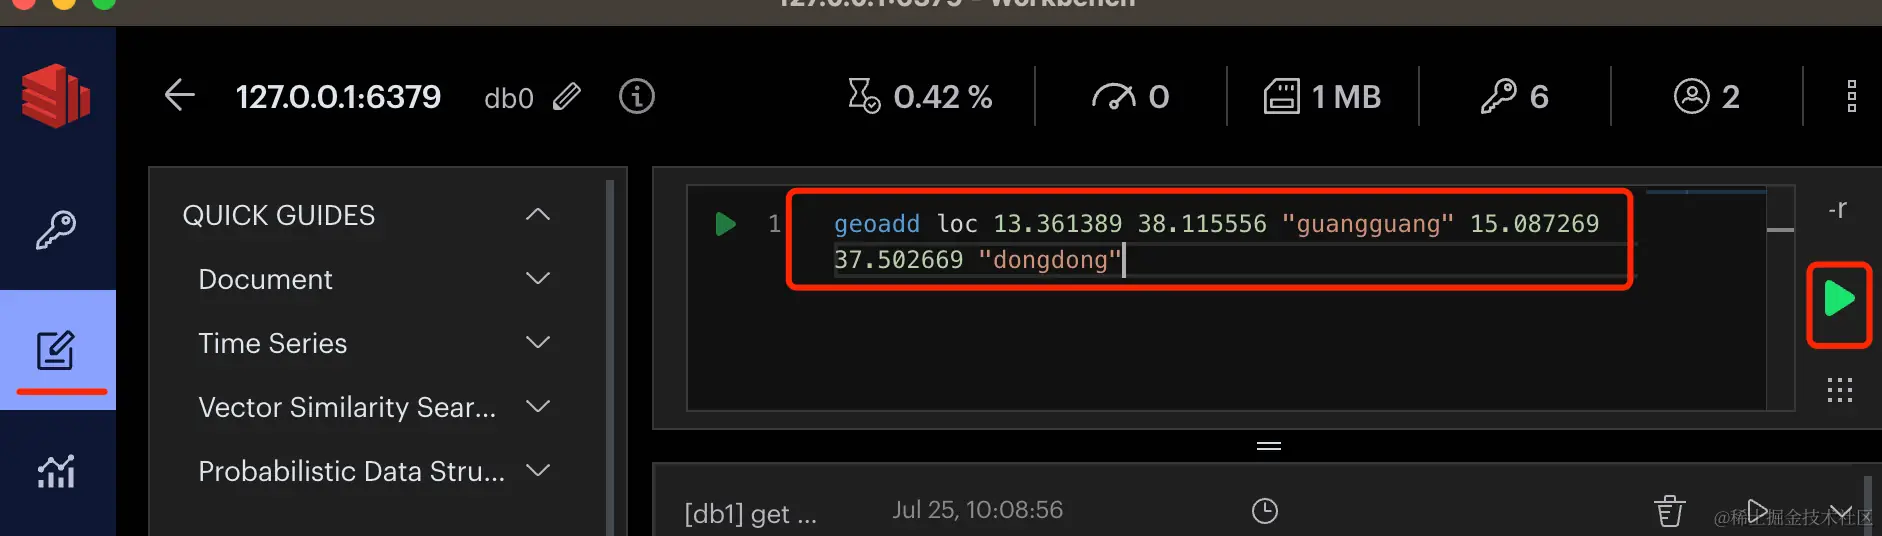 127.0.0.1:6379 - Workbench
127.0.0.1:6379 db0 0.42 % 0 1 MB 6 2
QUICK GUIDES
Document
Time Series
Vector Similarity Sear...
Probabilistic Data Stru...
-r
1 geoadd loc 13.361389 38.115556 "guangguang" 15.087269
37.502669 "dongdong"
[db1] get ... Jul 25, 10:08:56
@稀土掘金技术社区